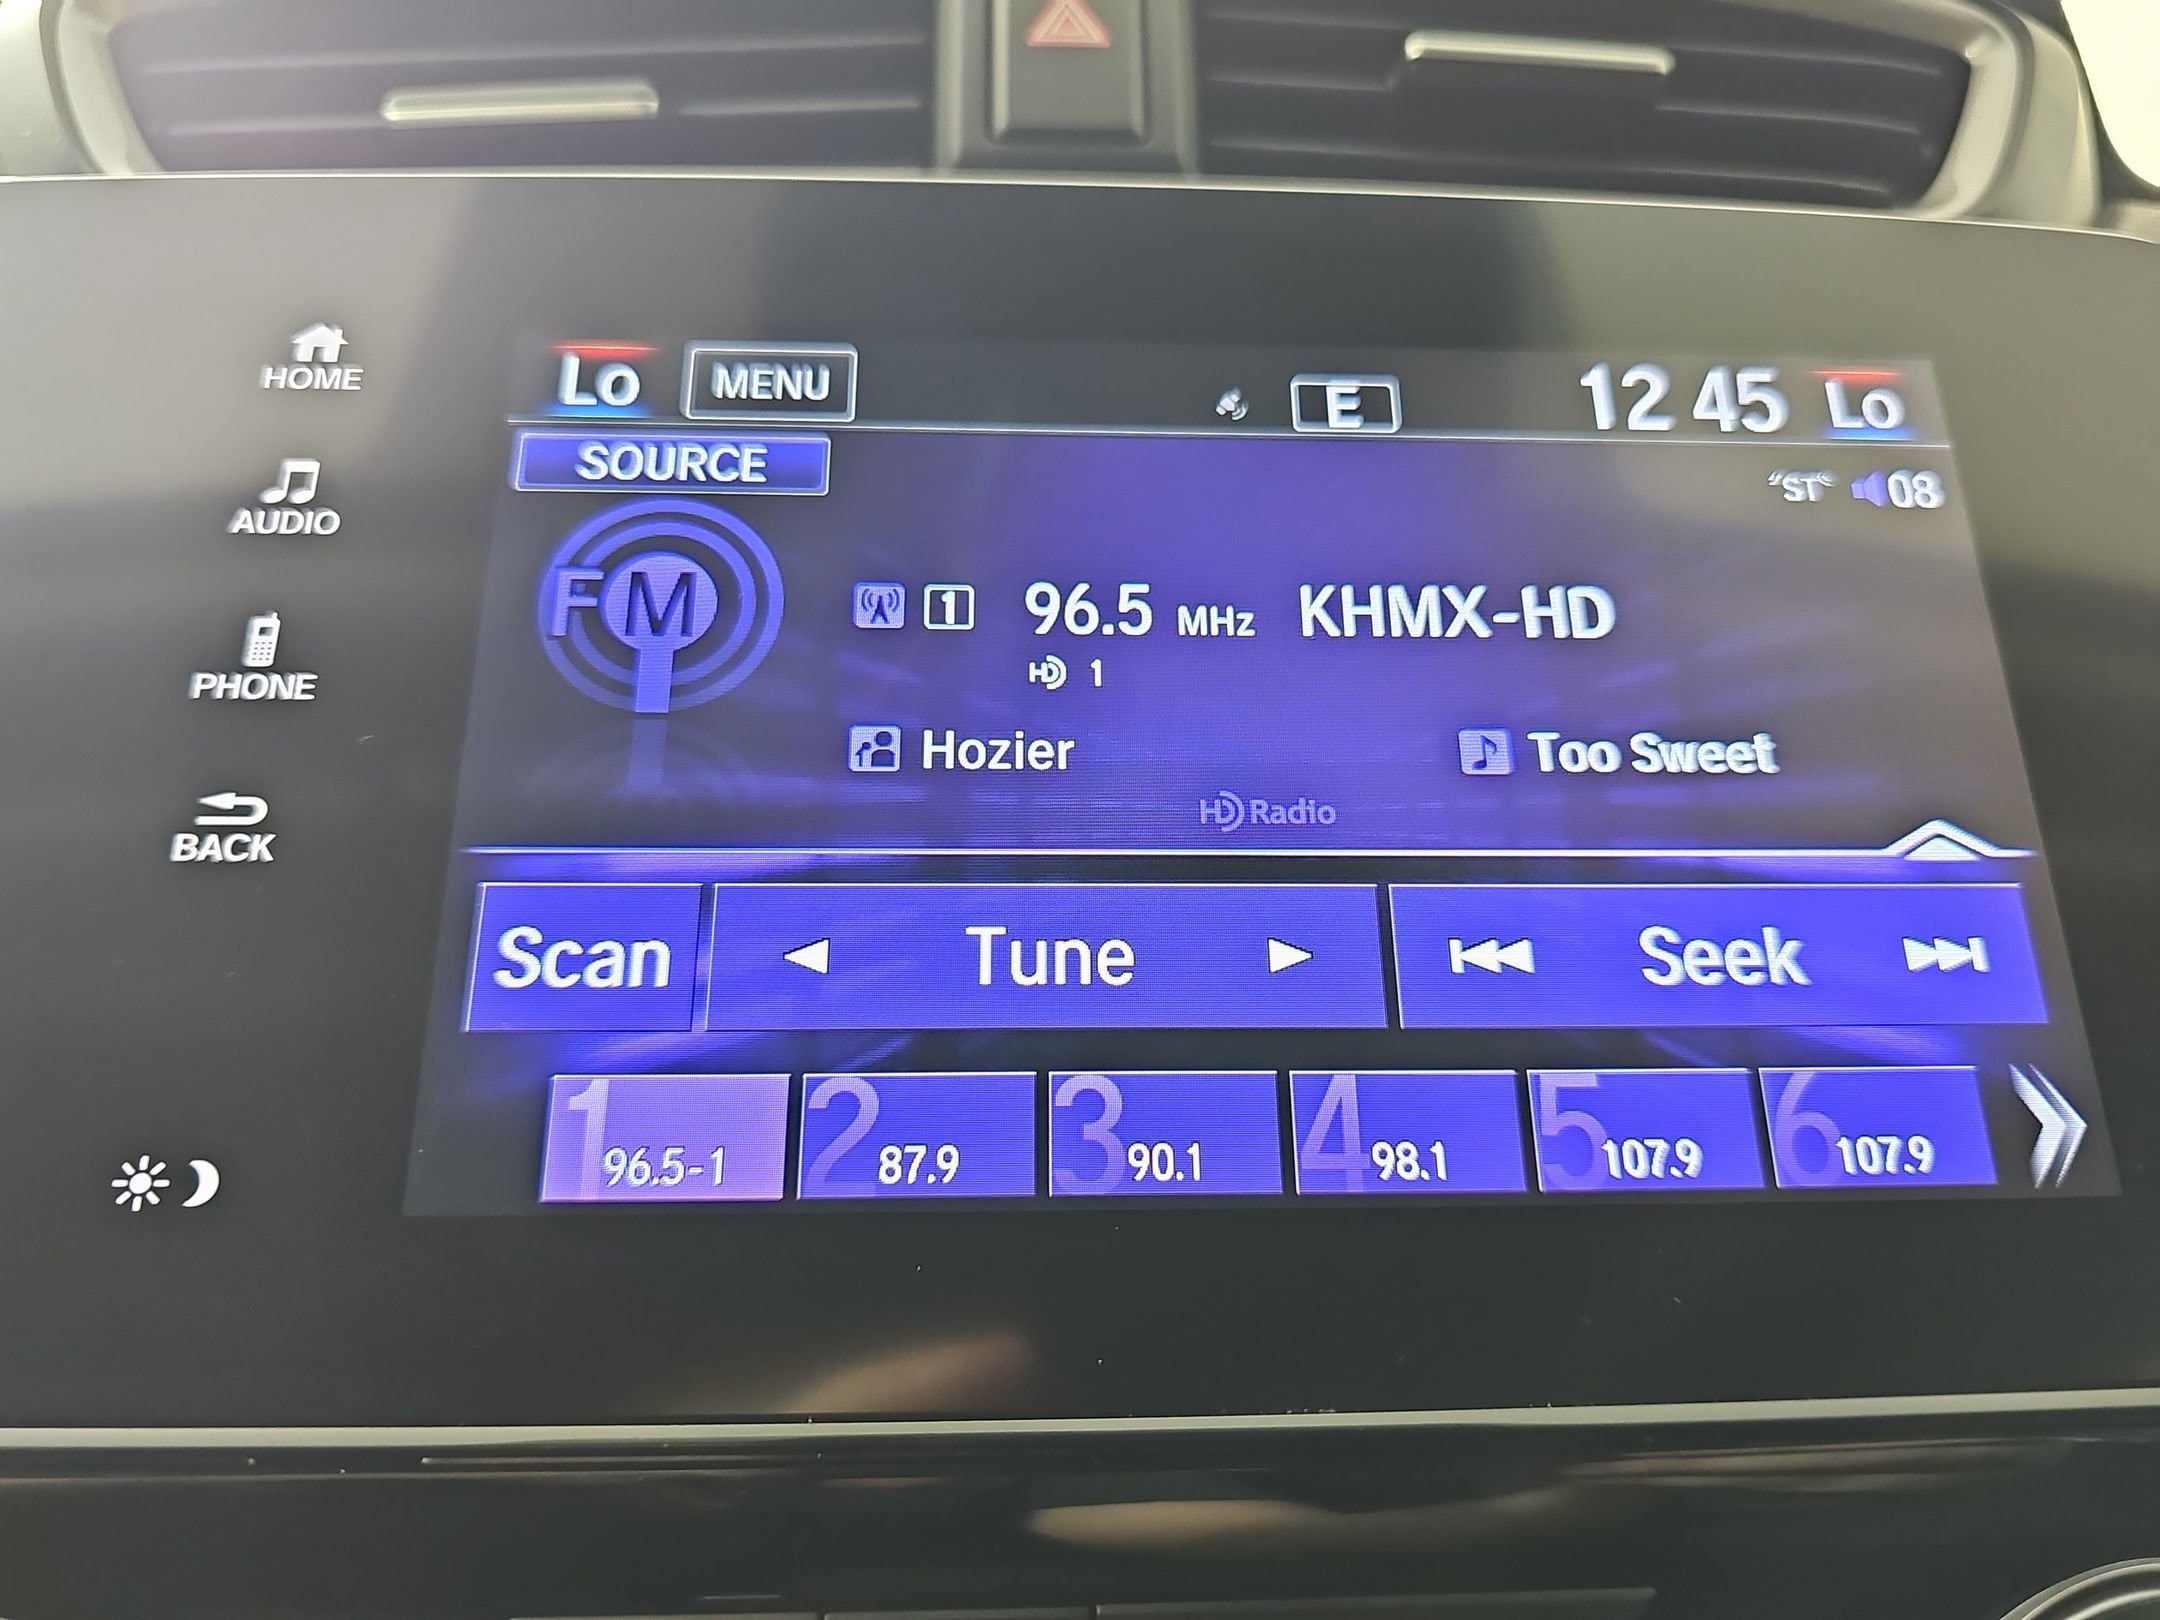 HOME
AUDIO
PHONE
BACK
Lo MENU E 12 45 Lo
SOURCE
"ST" 08
FM
1 96.5 MHz KHMX-HD
HD 1
Hozier Too Sweet
HD Radio
Scan Tune Seek
1 96.5-1 2 87.9 3 90.1 4 98.1 5 107.9 6 107.9